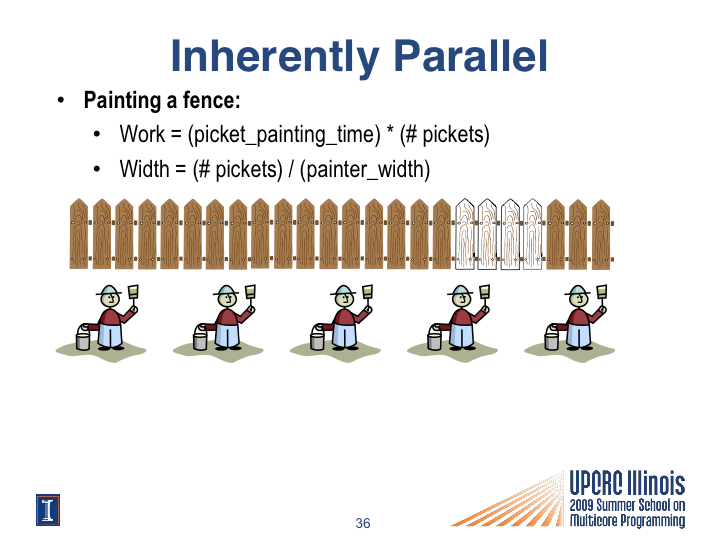 Inherently Parallel
• Painting a fence:
• Work = (picket_painting_time) * (# pickets)
• Width = (# pickets) / (painter_width)
I
36
UPCRC Illinois
2009 Summer School on
Multicore Programming